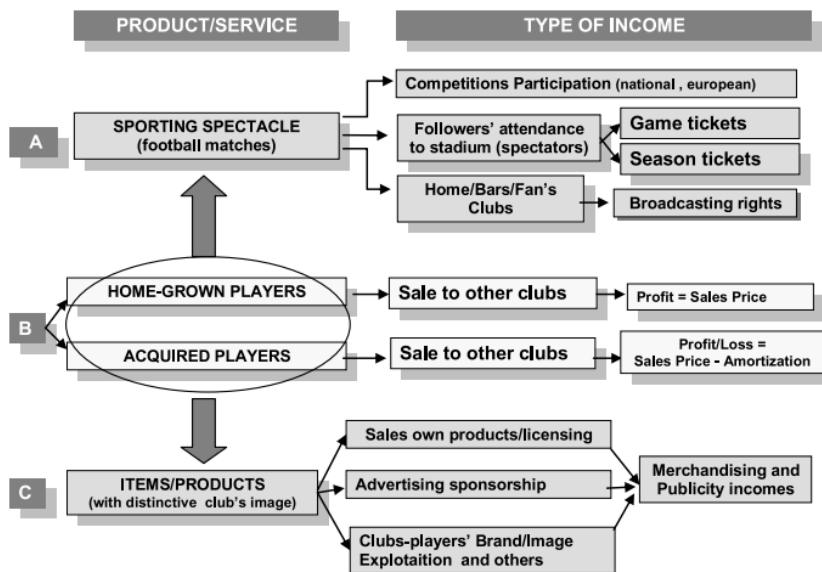 PRODUCT/SERVICE
TYPE OF INCOME
Competitions Participation (national , european)
A
SPORTING SPECTACLE
(football matches)
Followers' attendance
to stadium (spectators)
Game tickets
Season tickets
Home/Bars/Fan's
Clubs
Broadcasting rights
B
HOME-GROWN PLAYERS
Sale to other clubs
Profit = Sales Price
ACQUIRED PLAYERS
Sale to other clubs
Profit/Loss =
Sales Price - Amortization
C
ITEMS/PRODUCTS
(with distinctive club's image)
Sales own products/licensing
Advertising sponsorship
Clubs-players' Brand/Image
Explotaition and others
Merchandising and
Publicity incomes